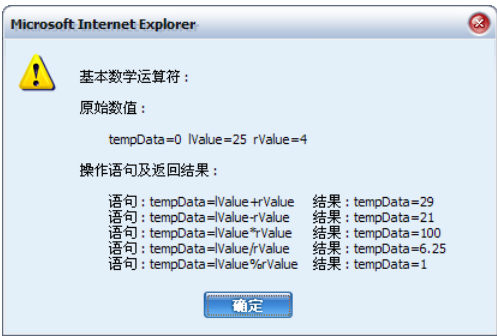 Microsoft Internet Explorer
基本数学运算符：
原始数值：
tempData=0 lValue=25 rValue=4
操作语句及返回结果：
语句：tempData=lValue+rValue 结果：tempData=29
语句：tempData=lValue-rValue 结果：tempData=21
语句：tempData=lValue*rValue 结果：tempData=100
语句：tempData=lValue/rValue 结果：tempData=6.25
语句：tempData=lValue%rValue 结果：tempData=1
确定